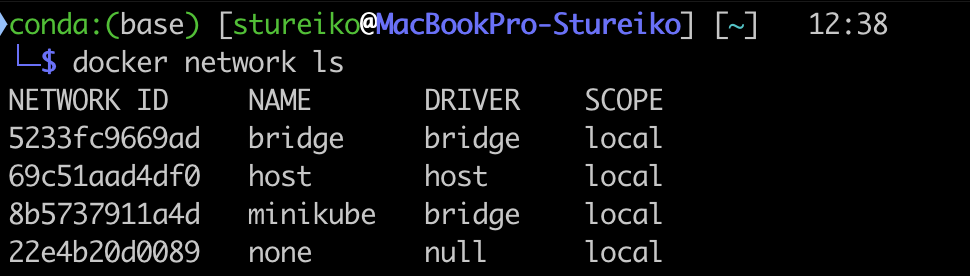 conda:(base) [stureiko@MacBookPro-Stureiko] [~] 12:38
└─$ docker network ls
NETWORK ID NAME DRIVER SCOPE
5233fc9669ad bridge bridge local
69c51aad4df0 host host local
8b5737911a4d minikube bridge local
22e4b20d0089 none null local